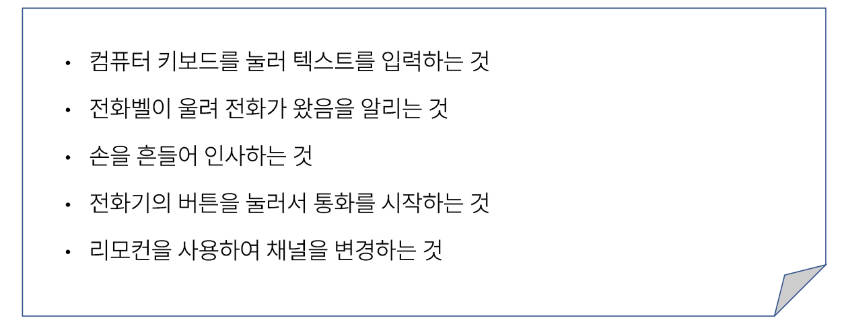 • 컴퓨터 키보드를 눌러 텍스트를 입력하는 것
• 전화벨이 울려 전화가 왔음을 알리는 것
• 손을 흔들어 인사하는 것
• 전화기의 버튼을 눌러서 통화를 시작하는 것
• 리모컨을 사용하여 채널을 변경하는 것